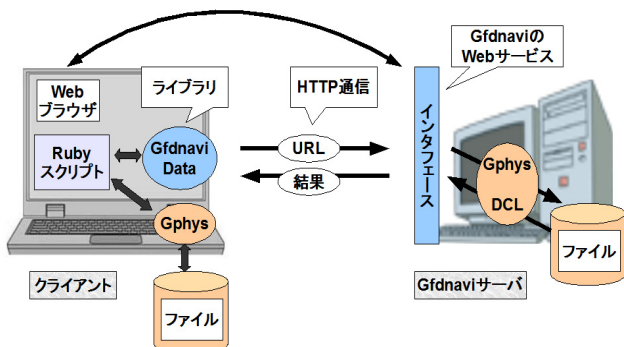 Gfdnaviの
Webサービス
Web
ブラウザ
ライブラリ
HTTP通信
Ruby
スクリプト
Gfdnavi
Data
URL
結果
インタフェース
Gphys
DCL
Gphys
ファイル
クライアント
Gfdnaviサーバ
ファイル